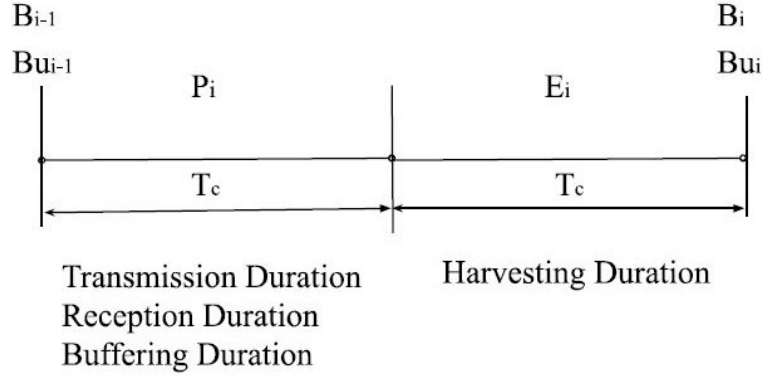 Bi-1 Bi
Bui-1 Bui
Pi Ei
Tc Tc
Transmission Duration Harvesting Duration
Reception Duration
Buffering Duration